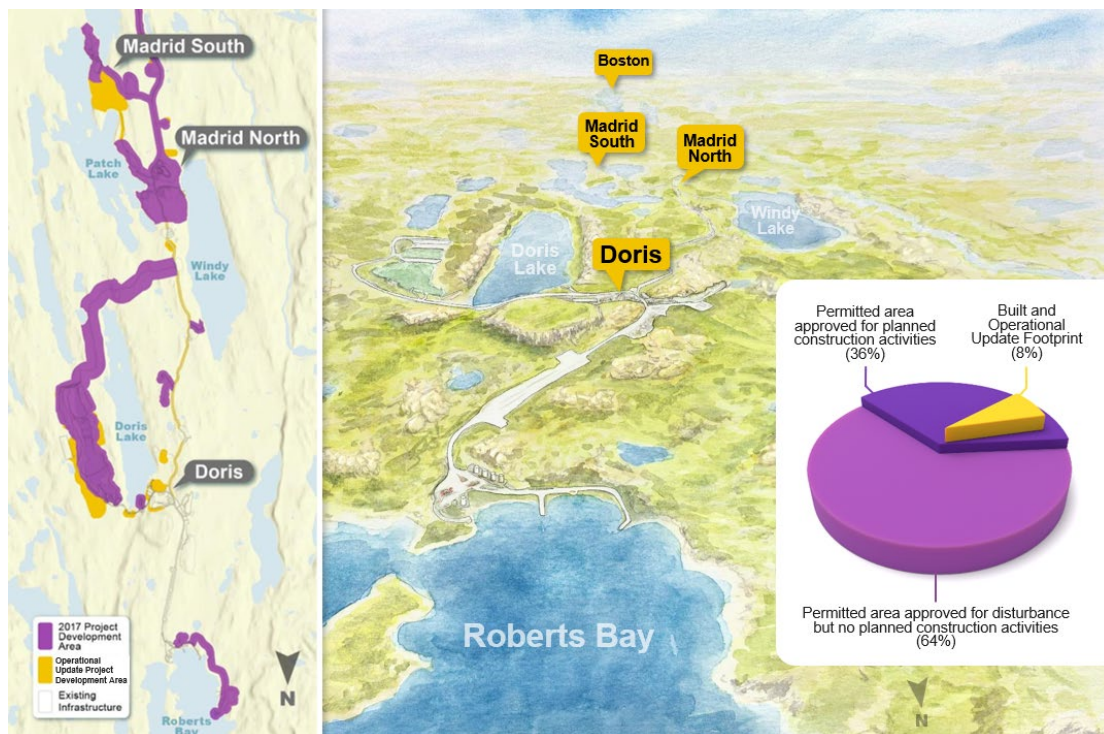 Madrid South
Madrid North
Patch
Lake
Windy
Lake
Doris
Lake
Doris
2017 Project
Development
Area
Operational
Update Project
Development Area
Existing
Infrastructure
N
Roberts
Bay
Boston
Madrid
South
Madrid
North
Windy
Lake
Doris
Lake
Doris
Roberts Bay
N
Permitted area
approved for planned
construction activities
(36%)
Built and
Operational
Update Footprint
(8%)
Permitted area approved for disturbance
but no planned construction activities
(64%)